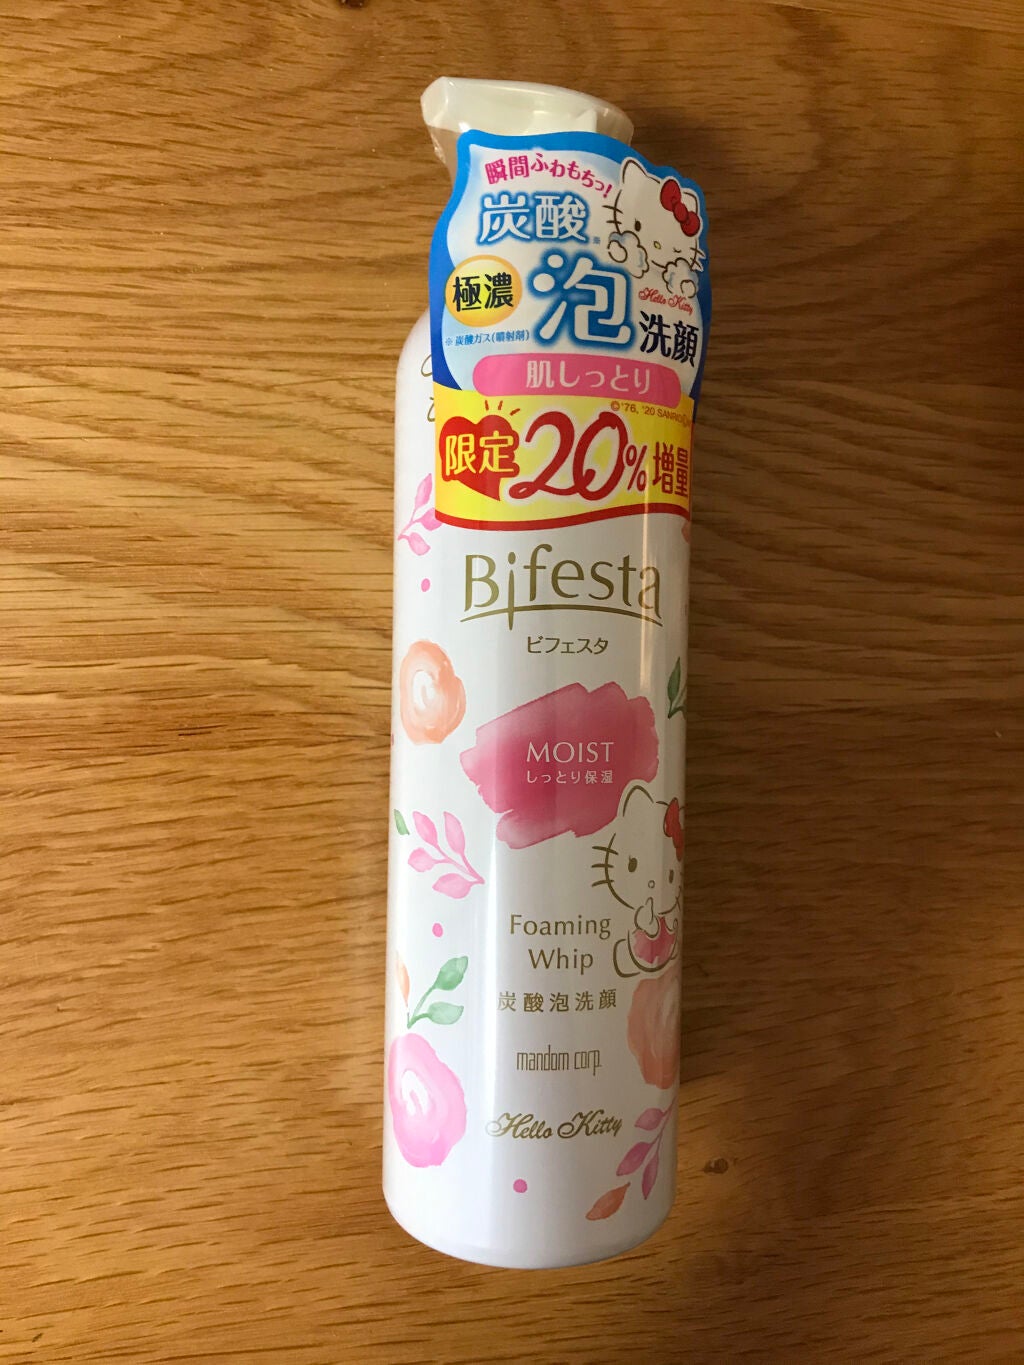 瞬間ふわもちっ!
炭酸※
極濃
泡
洗顔
Hello Kitty
※炭酸ガス(噴射剤)
肌しっとり
©'76, '20 SANRIO
限定
20%増量
Bifesta
ビフェスタ
MOIST
しっとり保湿
Foaming
Whip
炭酸泡洗顔
mandom corp.
Hello Kitty